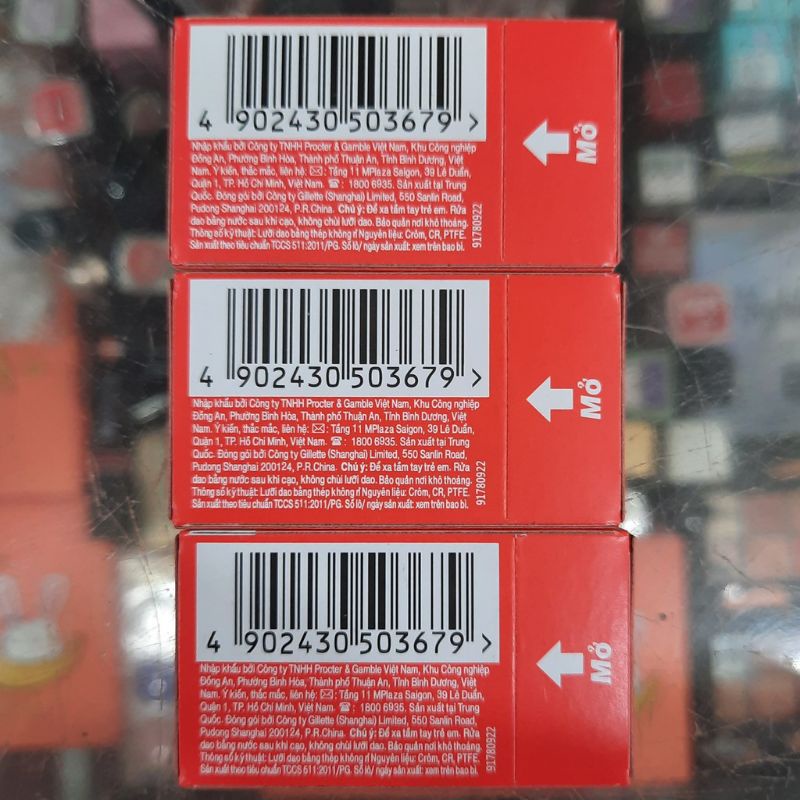 4 902430 503679 >
Nhập khẩu bởi Công ty TNHH Procter & Gamble Việt Nam, Khu Công nghiệp
Đồng An, Phường Bình Hòa, Thành phố Thuận An, Tỉnh Bình Dương, Việt
Nam. Ý kiến, thắc mắc, liên hệ: ✉: Tầng 11 MPlaza Saigon, 39 Lê Duẩn,
Quận 1, TP. Hồ Chí Minh, Việt Nam. ☎: 1800 6935. Sản xuất tại Trung
Quốc. Đóng gói bởi Công ty Gillette (Shanghai) Limited, 550 Sanlin Road,
Pudong Shanghai 200124, P.R.China. Chú ý: Để xa tầm tay trẻ em. Rửa
dao bằng nước sau khi cạo, không chùi lưỡi dao. Bảo quản nơi khô thoáng.
Thông số kỹ thuật: Lưỡi dao bằng thép không rỉ Nguyên liệu: Crôm, CR, PTFE.
Sản xuất theo tiêu chuẩn TCCS 511:2011/PG. Số lô/ ngày sản xuất: xem trên bao bì.
91780922
Mở
4 902430 503679 >
Nhập khẩu bởi Công ty TNHH Procter & Gamble Việt Nam, Khu Công nghiệp
Đồng An, Phường Bình Hòa, Thành phố Thuận An, Tỉnh Bình Dương, Việt
Nam. Ý kiến, thắc mắc, liên hệ: ✉: Tầng 11 MPlaza Saigon, 39 Lê Duẩn,
Quận 1, TP. Hồ Chí Minh, Việt Nam. ☎: 1800 6935. Sản xuất tại Trung
Quốc. Đóng gói bởi Công ty Gillette (Shanghai) Limited, 550 Sanlin Road,
Pudong Shanghai 200124, P.R.China. Chú ý: Để xa tầm tay trẻ em. Rửa
dao bằng nước sau khi cạo, không chùi lưỡi dao. Bảo quản nơi khô thoáng.
Thông số kỹ thuật: Lưỡi dao bằng thép không rỉ Nguyên liệu: Crôm, CR, PTFE.
Sản xuất theo tiêu chuẩn TCCS 511:2011/PG. Số lô/ ngày sản xuất: xem trên bao bì.
91780922
Mở
4 902430 503679 >
Nhập khẩu bởi Công ty TNHH Procter & Gamble Việt Nam, Khu Công nghiệp
Đồng An, Phường Bình Hòa, Thành phố Thuận An, Tỉnh Bình Dương, Việt
Nam. Ý kiến, thắc mắc, liên hệ: ✉: Tầng 11 MPlaza Saigon, 39 Lê Duẩn,
Quận 1, TP. Hồ Chí Minh, Việt Nam. ☎: 1800 6935. Sản xuất tại Trung
Quốc. Đóng gói bởi Công ty Gillette (Shanghai) Limited, 550 Sanlin Road,
Pudong Shanghai 200124, P.R.China. Chú ý: Để xa tầm tay trẻ em. Rửa
dao bằng nước sau khi cạo, không chùi lưỡi dao. Bảo quản nơi khô thoáng.
Thông số kỹ thuật: Lưỡi dao bằng thép không rỉ Nguyên liệu: Crôm, CR, PTFE.
Sản xuất theo tiêu chuẩn TCCS 511:2011/PG. Số lô/ ngày sản xuất: xem trên bao bì.
91780922
Mở